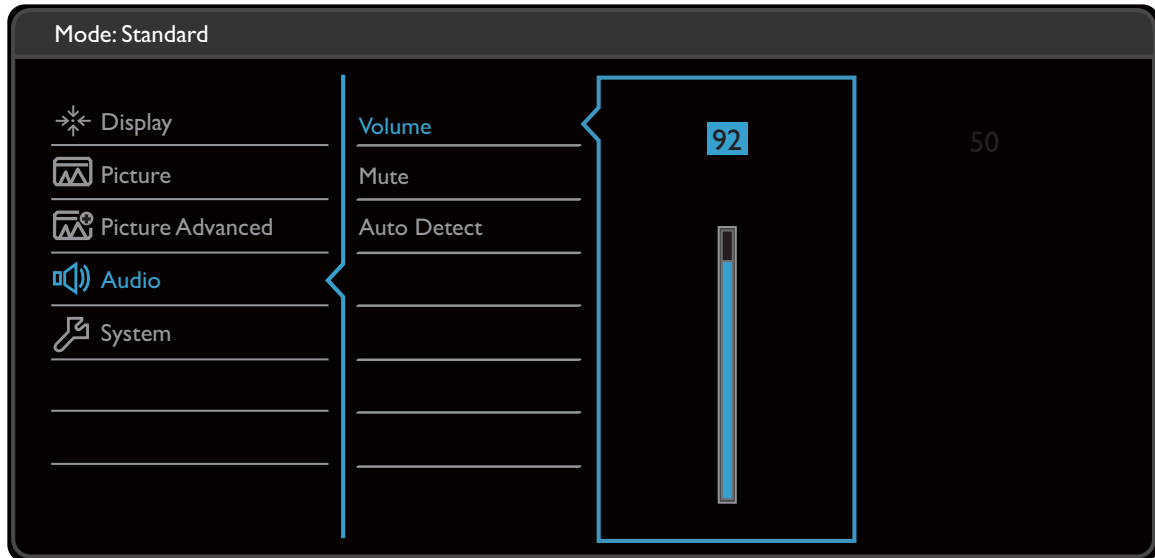 Mode: Standard
Display
Picture
Picture Advanced
Audio
System
Volume
Mute
Auto Detect
92
50